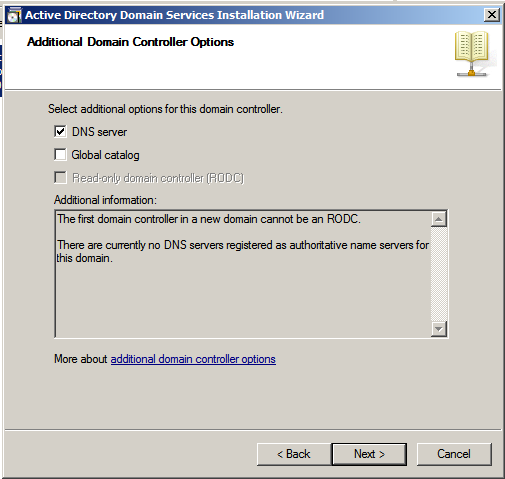 Active Directory Domain Services Installation Wizard
Additional Domain Controller Options
Select additional options for this domain controller.
DNS server
Global catalog
Read-only domain controller (RODC)
Additional information:
The first domain controller in a new domain cannot be an RODC.
There are currently no DNS servers registered as authoritative name servers for
this domain.
More about additional domain controller options
< Back
Next >
Cancel